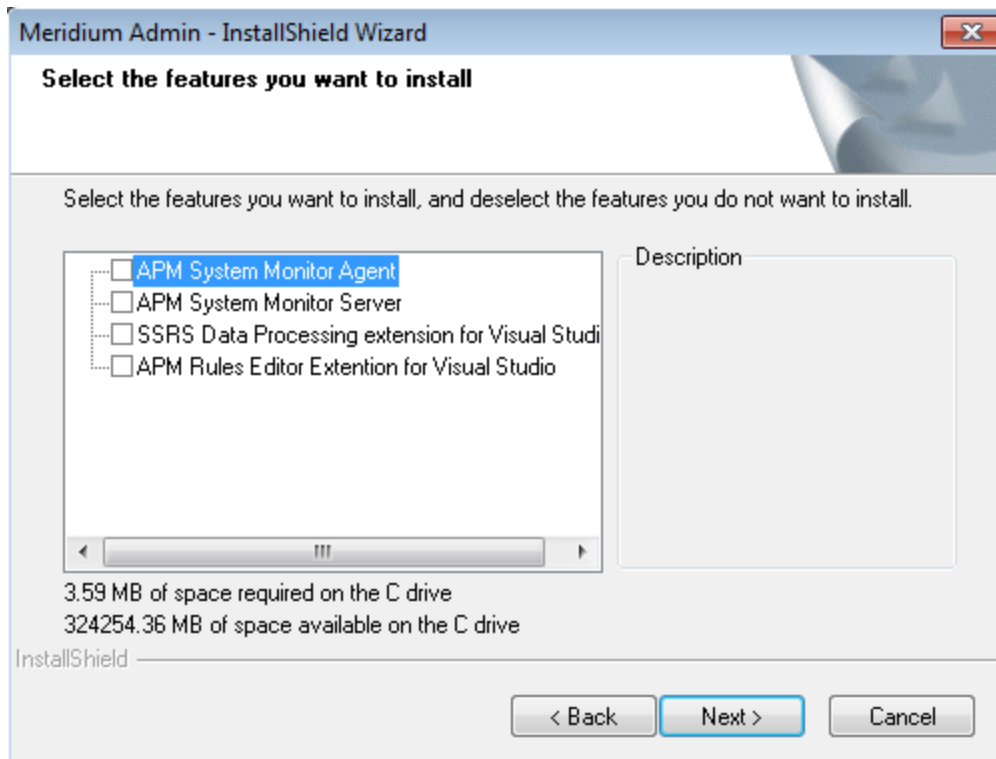 Meridium Admin - InstallShield Wizard
Select the features you want to install
Select the features you want to install, and deselect the features you do not want to install.
APM System Monitor Agent
APM System Monitor Server
SSRS Data Processing extension for Visual Studi
APM Rules Editor Extention for Visual Studio
Description
3.59 MB of space required on the C drive
324254.36 MB of space available on the C drive
InstallShield
< Back
Next >
Cancel